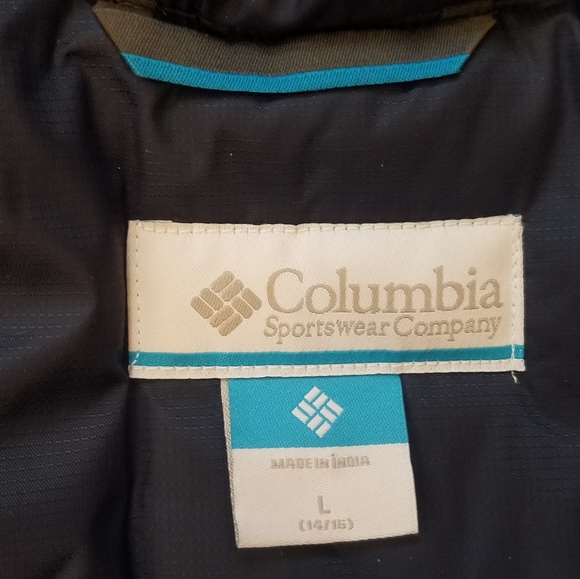 Columbia
Sportswear Company
MADE IN INDIA
L
(14/16)